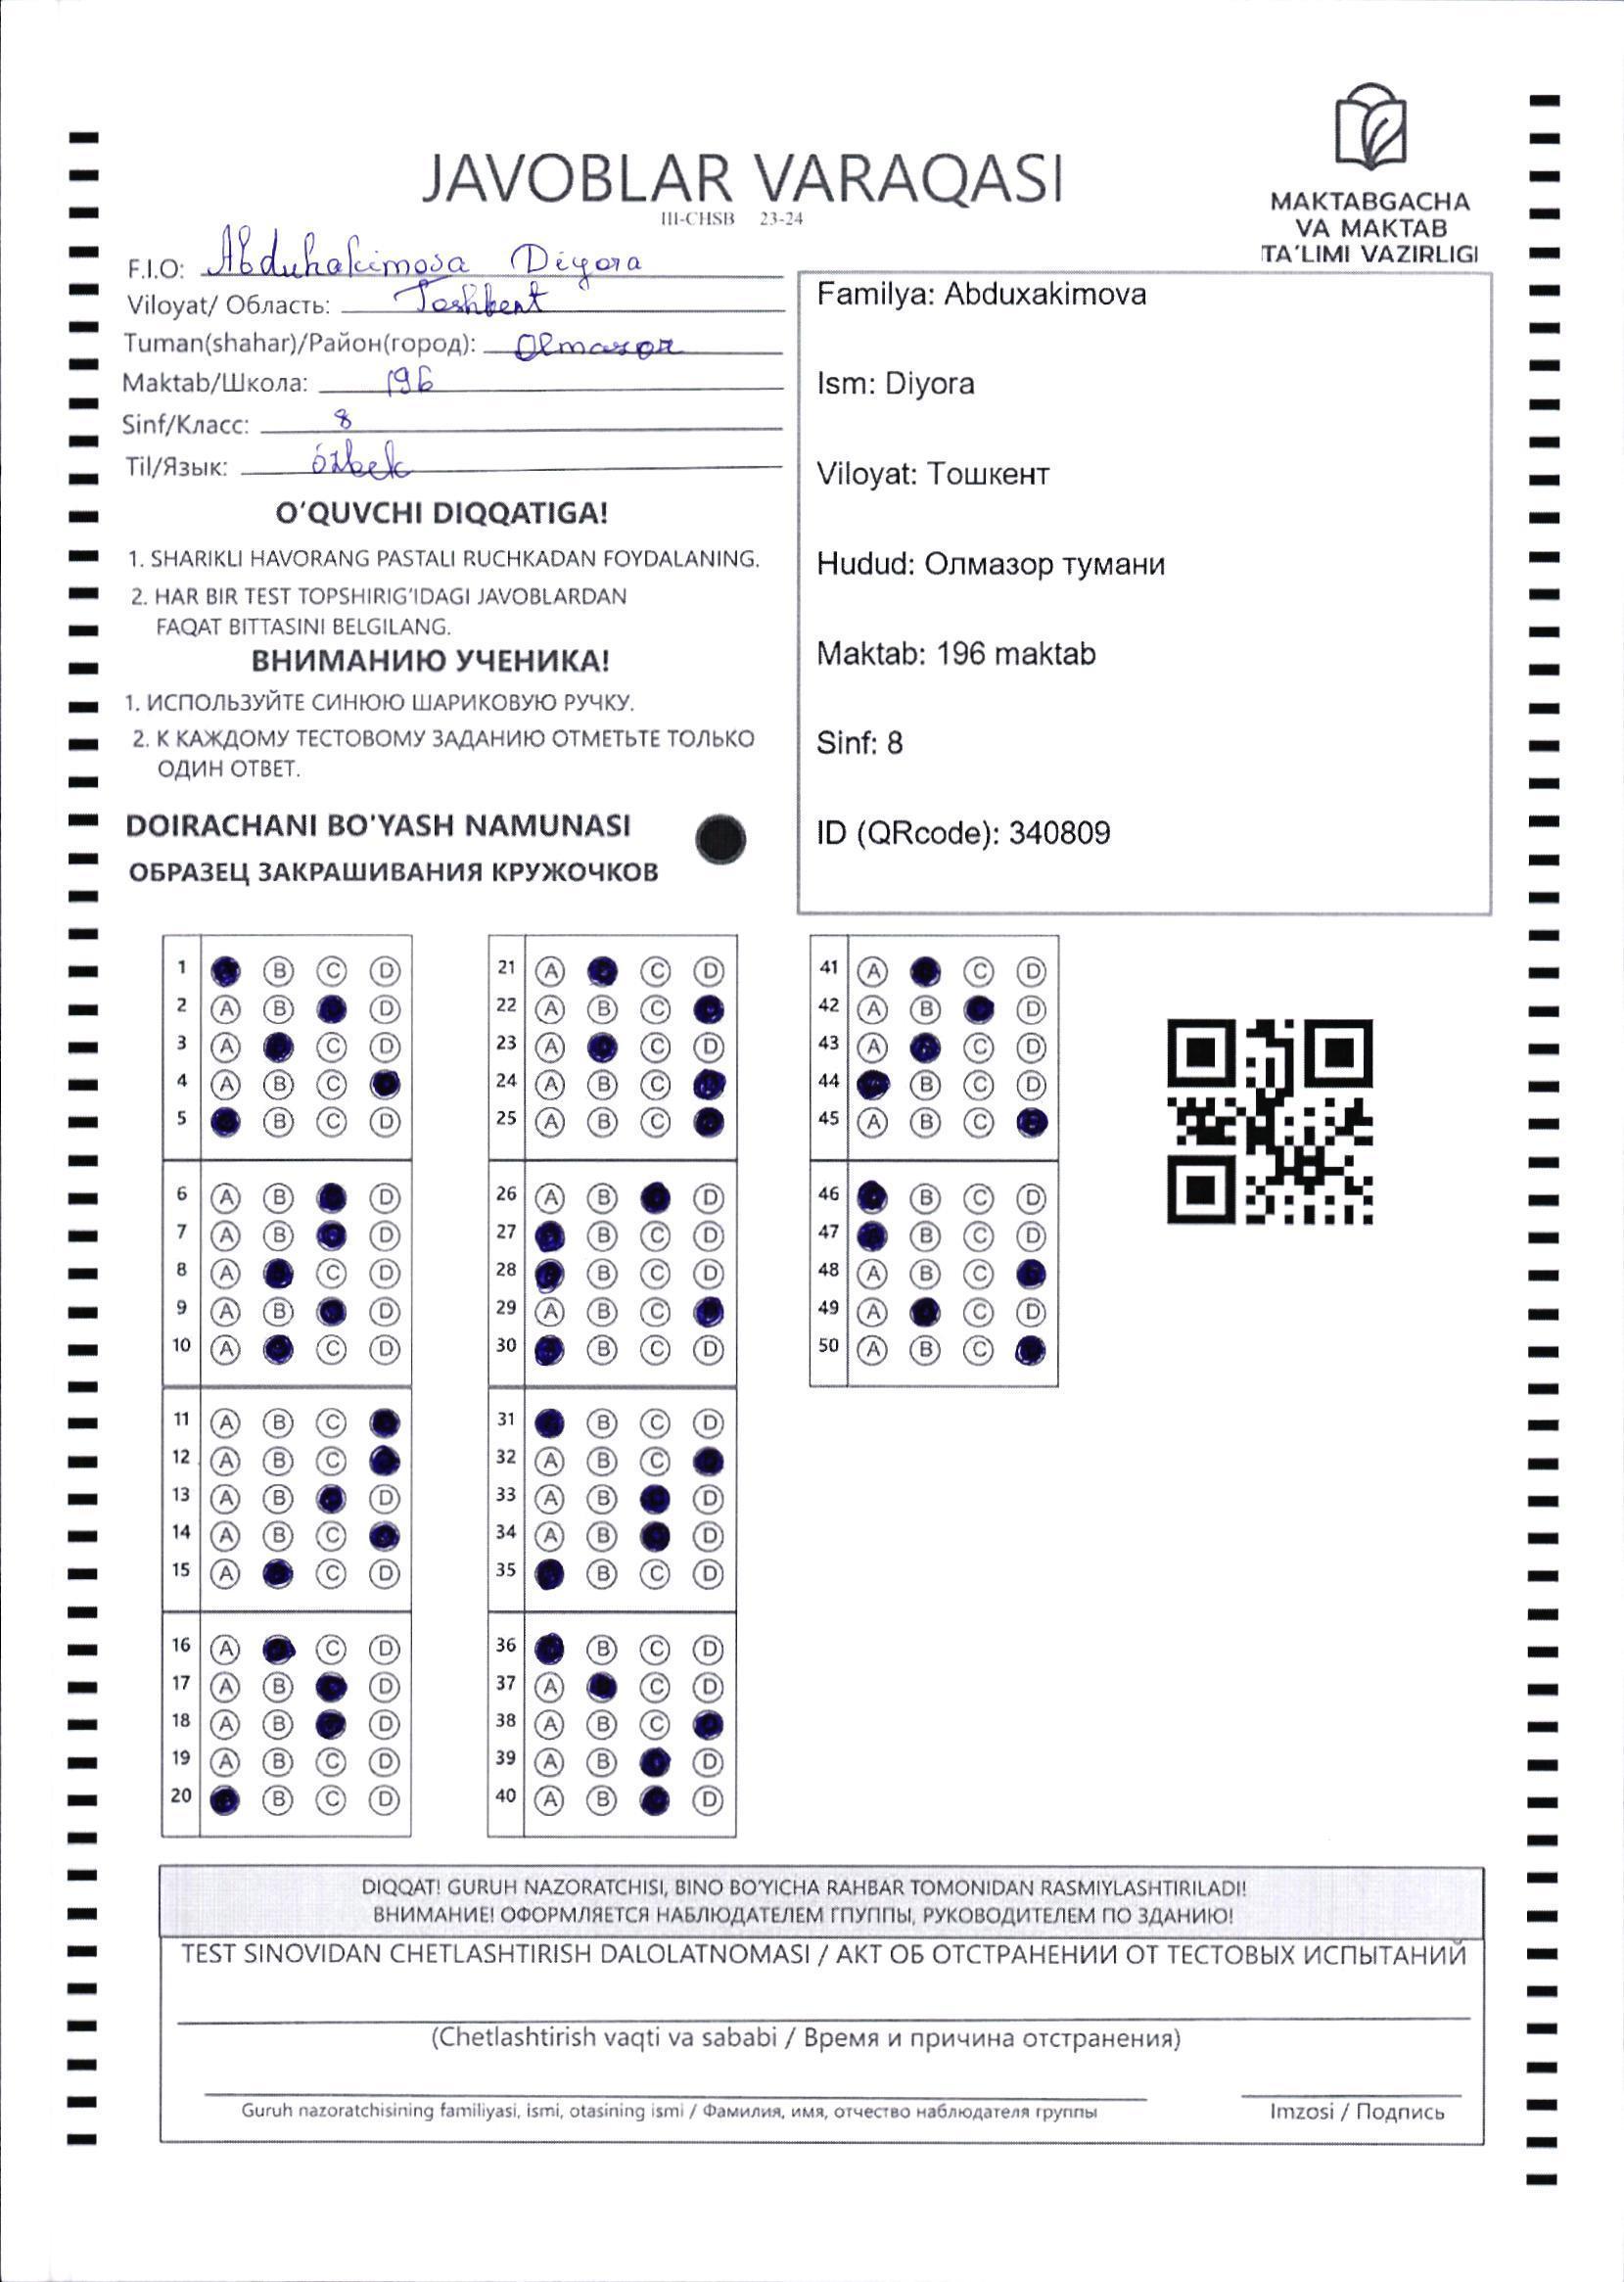 JAVOBLAR VARAQASI
III-CHSB 23-24
MAKTABGACHA
VA MAKTAB
TA'LIMI VAZIRLIGI
F.I.O: Abduhakimova Diyora
Viloyat/ Область: Toshkent
Tuman(shahar)/Район(город): Olmazor
Maktab/Школа: 196
Sinf/Класс: 8
Til/Язык: ózbek
O'QUVCHI DIQQATIGA!
1. SHARIKLI HAVORANG PASTALI RUCHKADAN FOYDALANING.
2. HAR BIR TEST TOPSHIRIG'IDAGI JAVOBLARDAN
FAQAT BITTASINI BELGILANG.
ВНИМАНИЮ УЧЕНИКА!
1. ИСПОЛЬЗУЙТЕ СИНЮЮ ШАРИКОВУЮ РУЧКУ.
2. К КАЖДОМУ ТЕСТОВОМУ ЗАДАНИЮ ОТМЕТЬТЕ ТОЛЬКО
ОДИН ОТВЕТ.
DOIRACHANI BO'YASH NAMUNASI
ОБРАЗЕЦ ЗАКРАШИВАНИЯ КРУЖОЧКОВ
Familya: Abduxakimova
Ism: Diyora
Viloyat: Тошкент
Hudud: Олмазор тумани
Maktab: 196 maktab
Sinf: 8
ID (QRcode): 340809
1 B C D
2 A B D
3 A C D
4 A B C
5 B C D
6 A B D
7 A B D
8 A C D
9 A B D
10 A C D
11 A B C
12 A B C
13 A B D
14 A B C
15 A C D
16 A C D
17 A B D
18 A B D
19 A B C D
20 B C D
21 A C D
22 A B C
23 A C D
24 A B C
25 A B C
26 A B D
27 B C D
28 B C D
29 A B C
30 B C D
31 B C D
32 A B C
33 A B D
34 A B D
35 B C D
36 B C D
37 A C D
38 A B C
39 A B D
40 A B D
41 A C D
42 A B D
43 A C D
44 B C D
45 A B C
46 B C D
47 B C D
48 A B C
49 A C D
50 A B C
DIQQAT! GURUH NAZORATCHISI, BINO BO'YICHA RAHBAR TOMONIDAN RASMIYLASHTIRILADI!
ВНИМАНИЕ! ОФОРМЛЯЕТСЯ НАБЛЮДАТЕЛЕМ ГПУППЫ, РУКОВОДИТЕЛЕМ ПО ЗДАНИЮ!
TEST SINOVIDAN CHETLASHTIRISH DALOLATNOMASI / АКТ ОБ ОТСТРАНЕНИИ ОТ ТЕСТОВЫХ ИСПЫТАНИЙ
(Chetlashtirish vaqti va sababi / Время и причина отстранения)
Guruh nazoratchisining familiyasi, ismi, otasining ismi / Фамилия, имя, отчество наблюдателя группы
Imzosi / Подпись